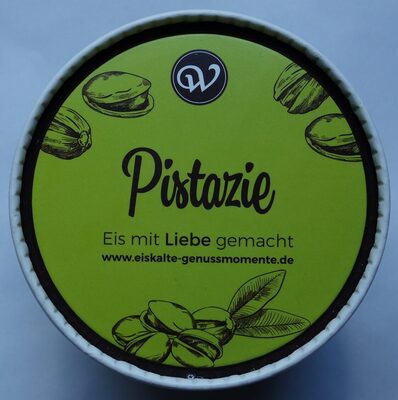 W
Pistazie
Eis mit Liebe gemacht
www.eiskalte-genussmomente.de